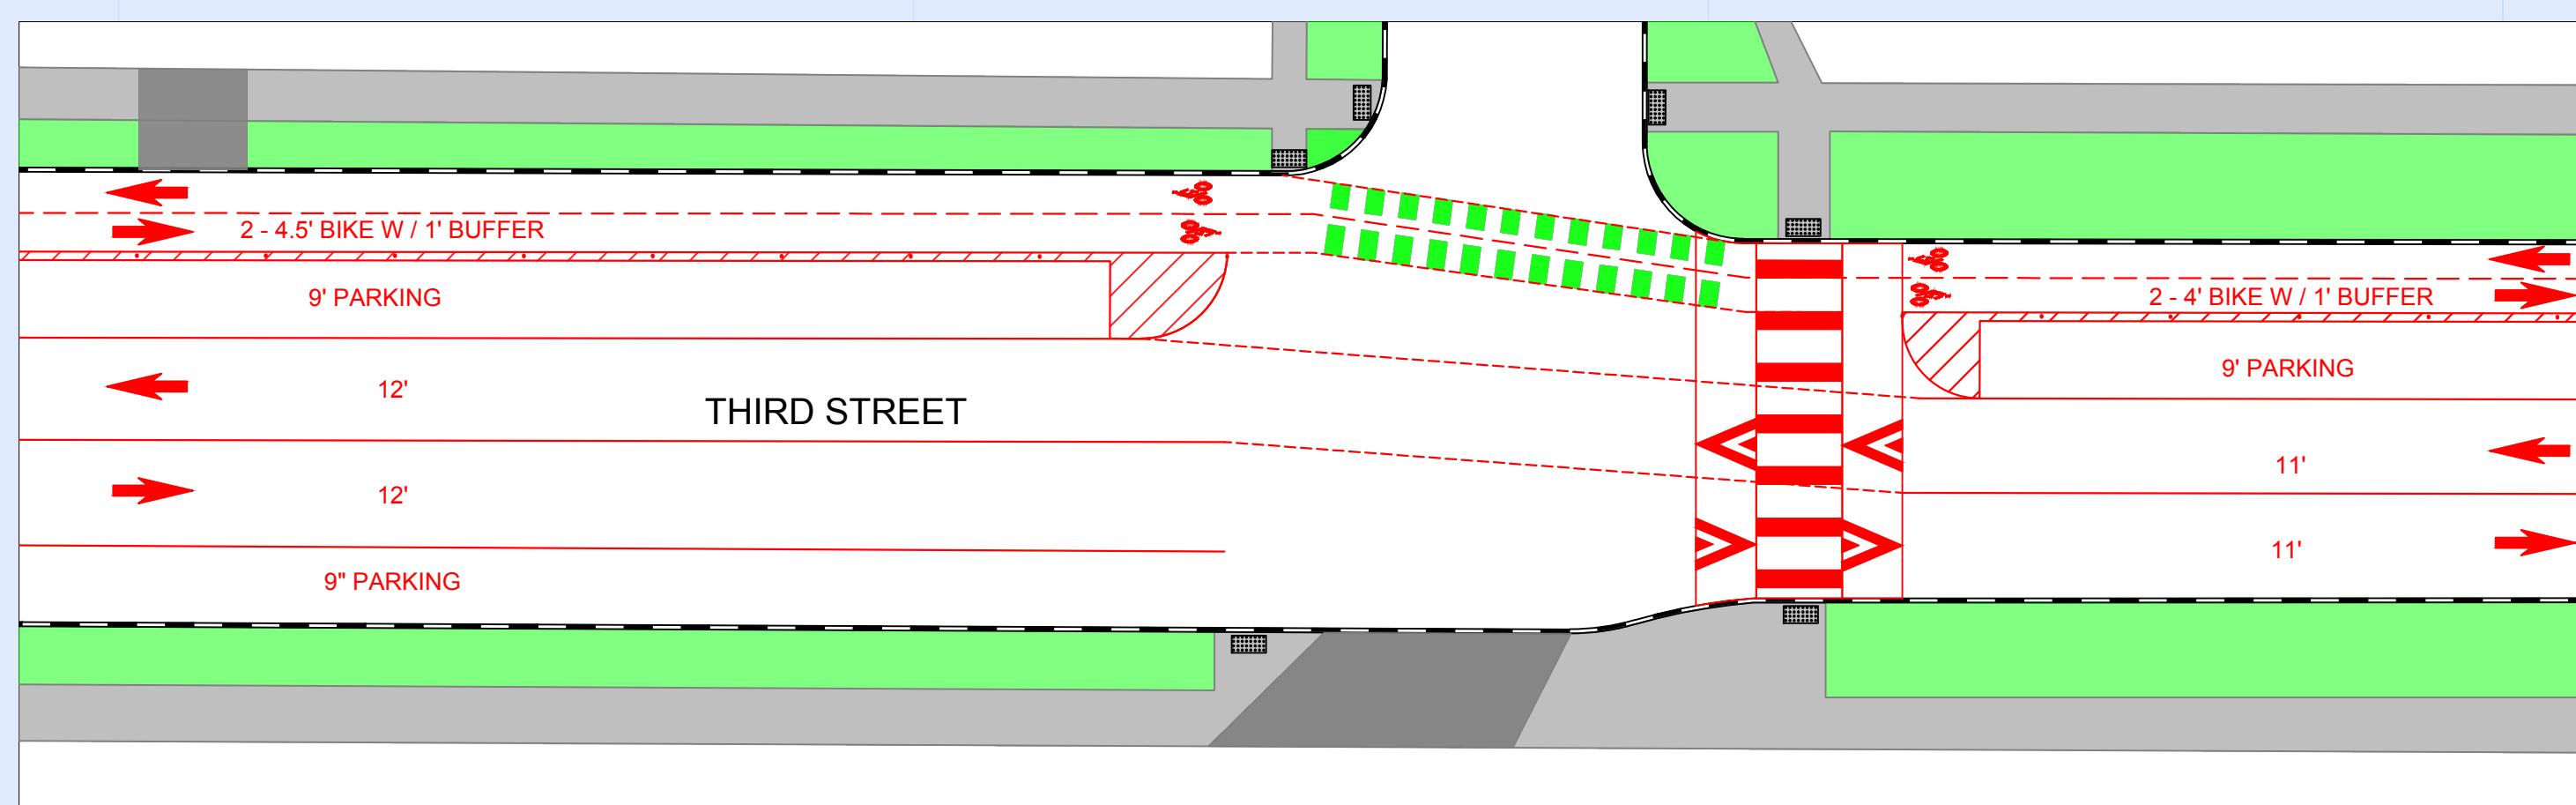 2 - 4.5' BIKE W / 1' BUFFER
2 - 4' BIKE W / 1' BUFFER
9' PARKING
9' PARKING
12'
THIRD STREET
11'
12'
11'
9" PARKING